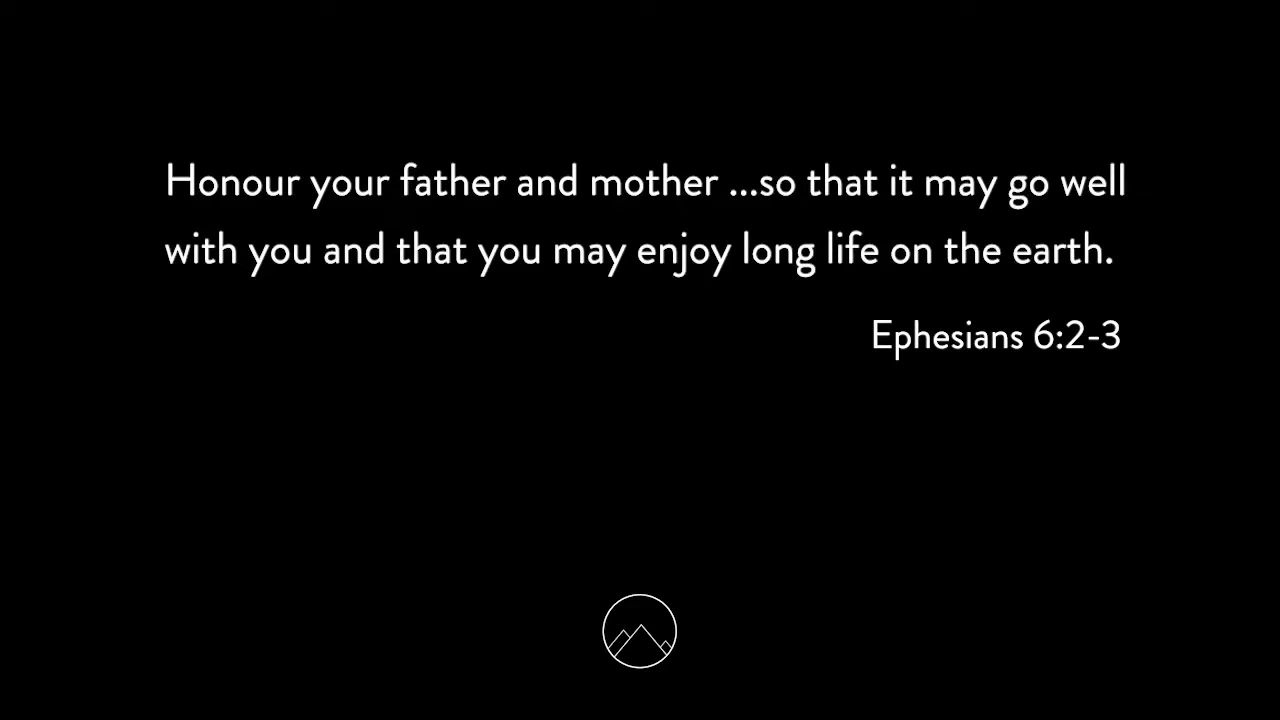 Honour your father and mother ...so that it may go well
with you and that you may enjoy long life on the earth.
Ephesians 6:2-3